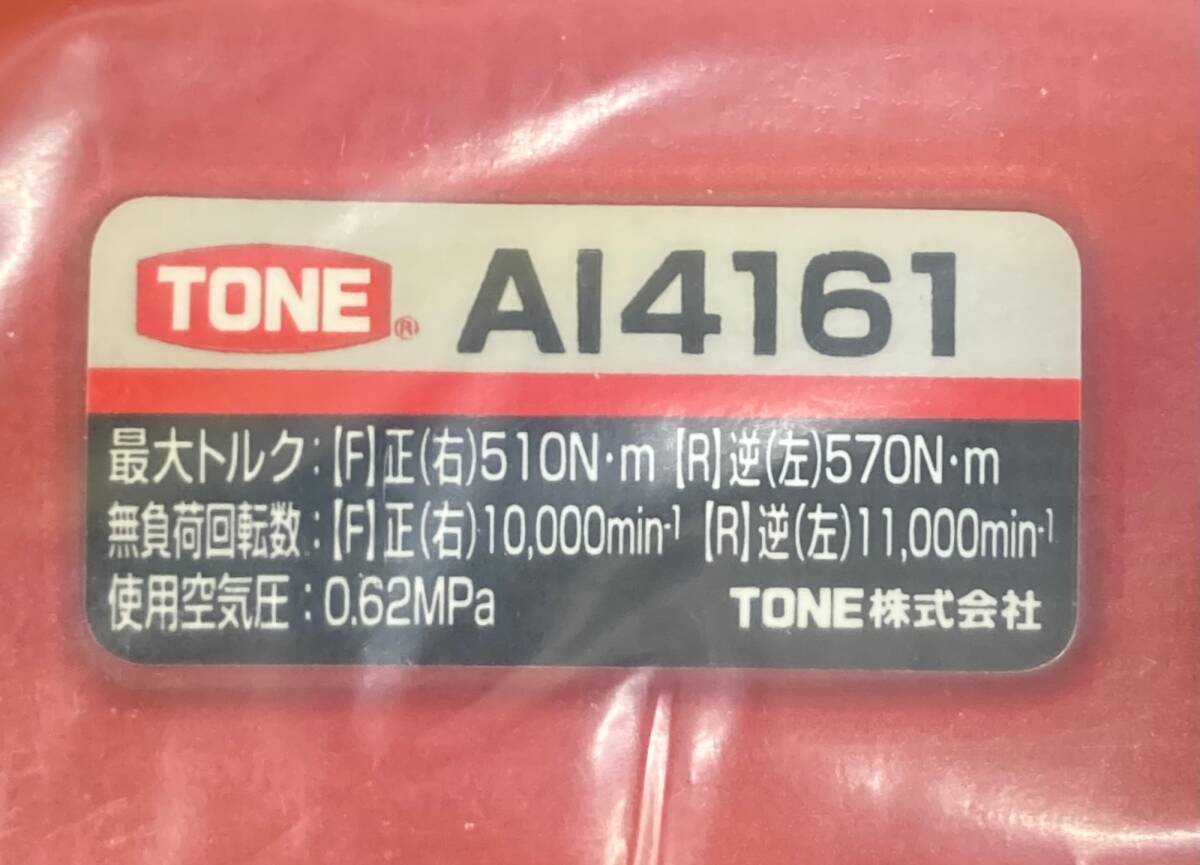 TONE® AI4161
最大トルク:【F】正(右)510N・m【R】逆(左)570N・m
無負荷回転数:【F】正(右)10,000min⁻¹【R】逆(左)11,000min⁻¹
使用空気圧:0.62MPa TONE株式会社